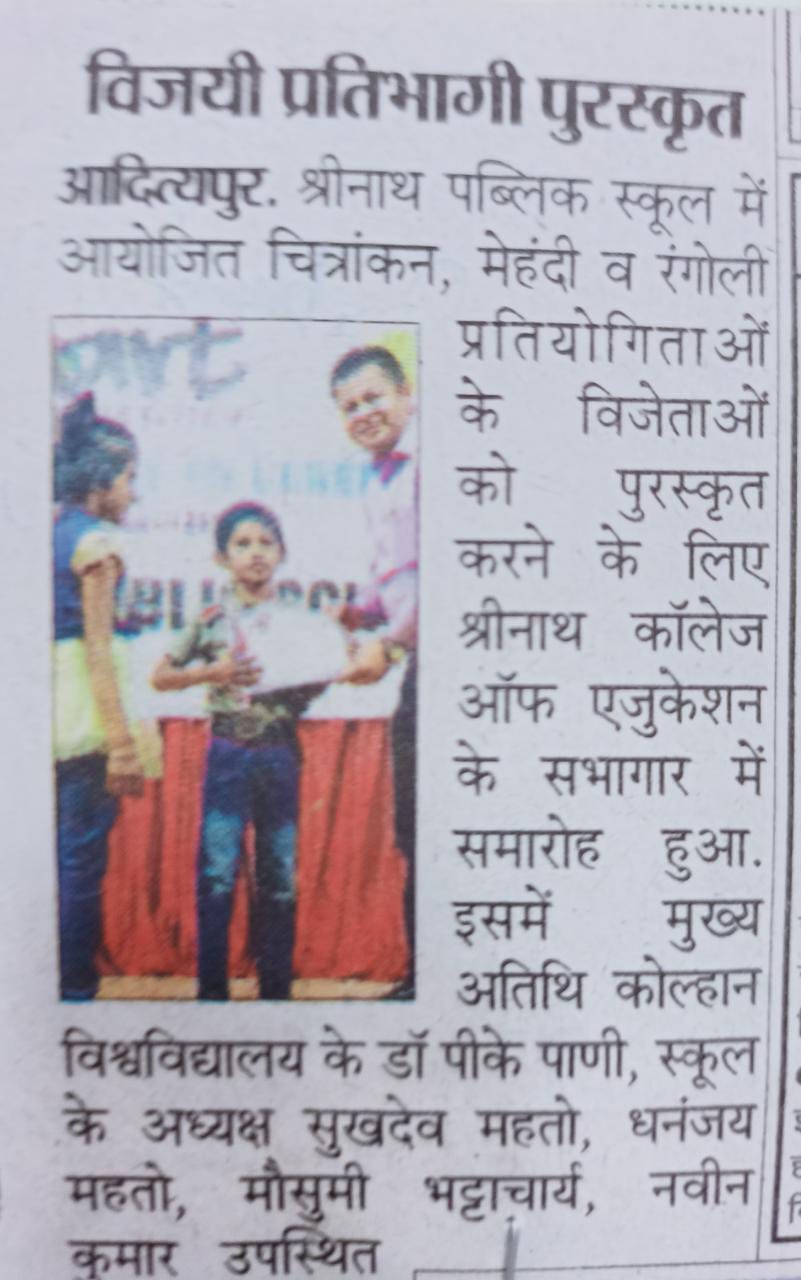 विजयी प्रतिभागी पुरस्कृत
आदित्यपुर. श्रीनाथ पब्लिक स्कूल में
आयोजित चित्रांकन, मेहंदी व रंगोली
प्रतियोगिताओं
के विजेताओं
को पुरस्कृत
करने के लिए
श्रीनाथ कॉलेज
ऑफ एजुकेशन
के सभागार में
समारोह हुआ.
इसमें मुख्य
अतिथि कोल्हान
विश्वविद्यालय के डॉ पीके पाणी, स्कूल
के अध्यक्ष सुखदेव महतो, धनंजय
महतो, मौसुमी भट्टाचार्य, नवीन
कुमार उपस्थित
art